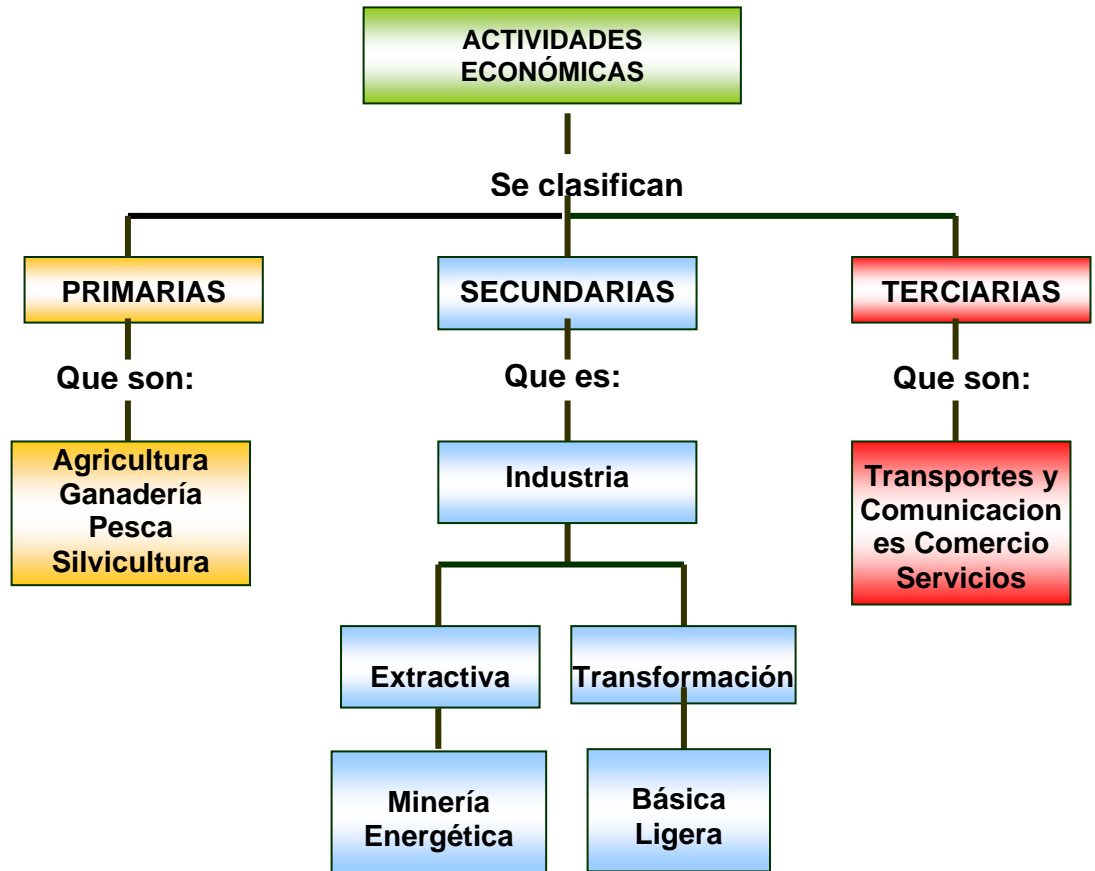 ACTIVIDADES
ECONÓMICAS
Se clasifican
PRIMARIAS
SECUNDARIAS
TERCIARIAS
Que son:
Que es:
Que son:
Agricultura
Ganadería
Pesca
Silvicultura
Industria
Transportes y
Comunicacion
es Comercio
Servicios
Extractiva
Transformación
Minería
Energética
Básica
Ligera